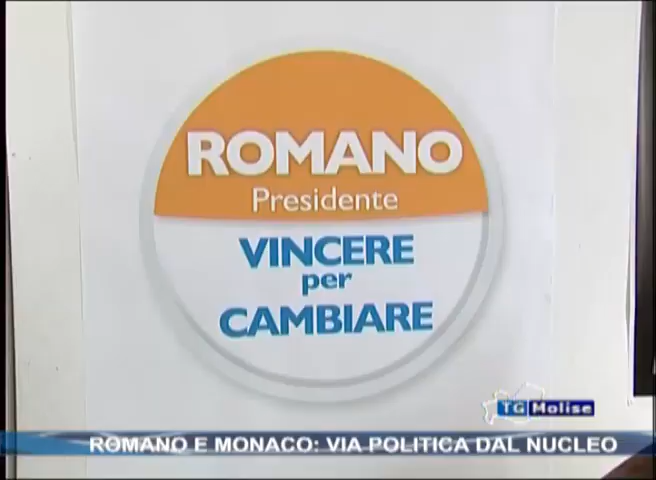 ROMANO
Presidente
VINCERE
per
CAMBIARE
TG Molise
ROMANO E MONACO: VIA POLITICA DAL NUCLEO